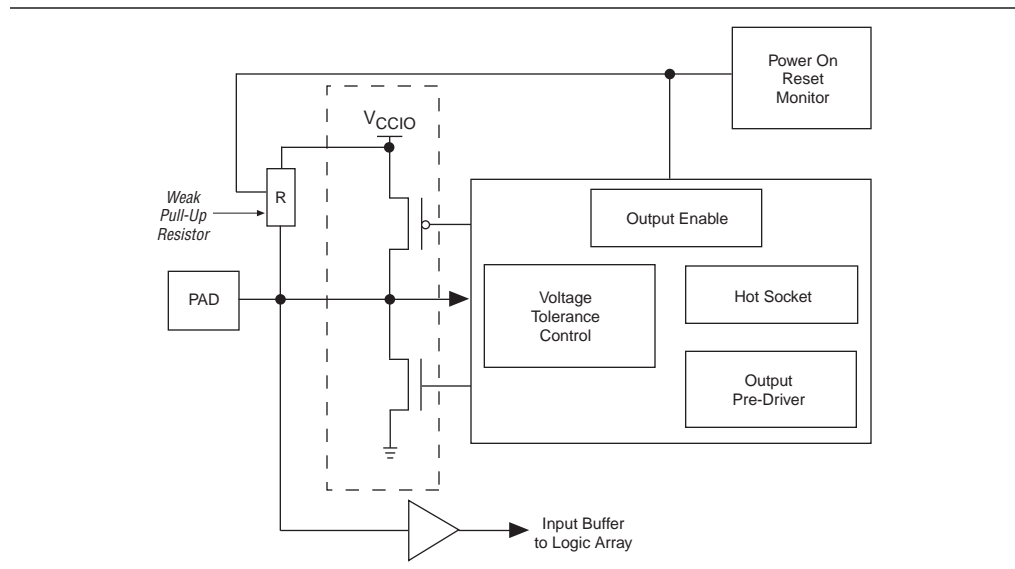 Power On
Reset
Monitor
VCCIO
Weak
Pull-Up
Resistor
R
Output Enable
PAD
Voltage
Tolerance
Control
Hot Socket
Output
Pre-Driver
Input Buffer
to Logic Array